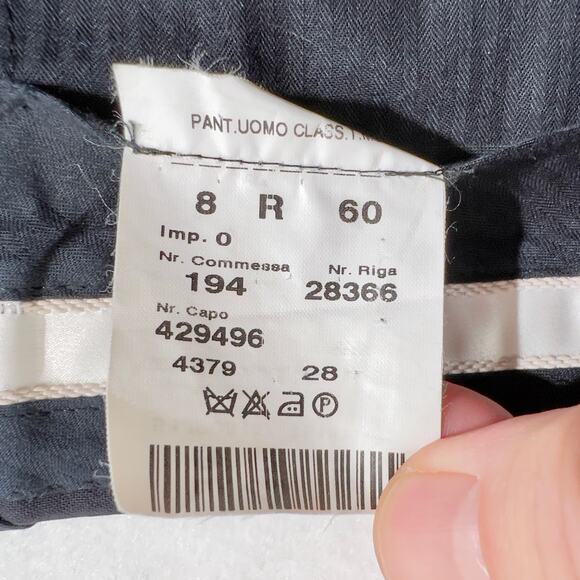 PANT.UOMO CLASS.
8 R 60
Imp. 0
Nr. Commessa Nr. Riga
194 28366
Nr. Capo
429496
4379 28
P